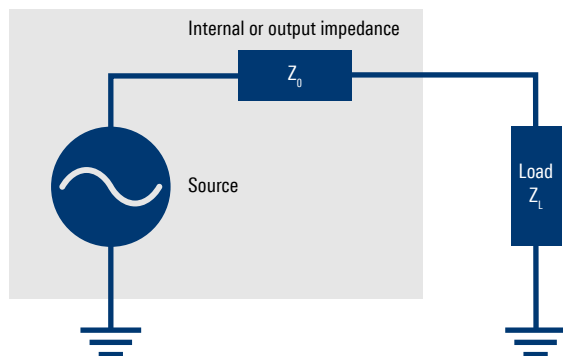 Internal or output impedance
Z0
Source
Load
ZL